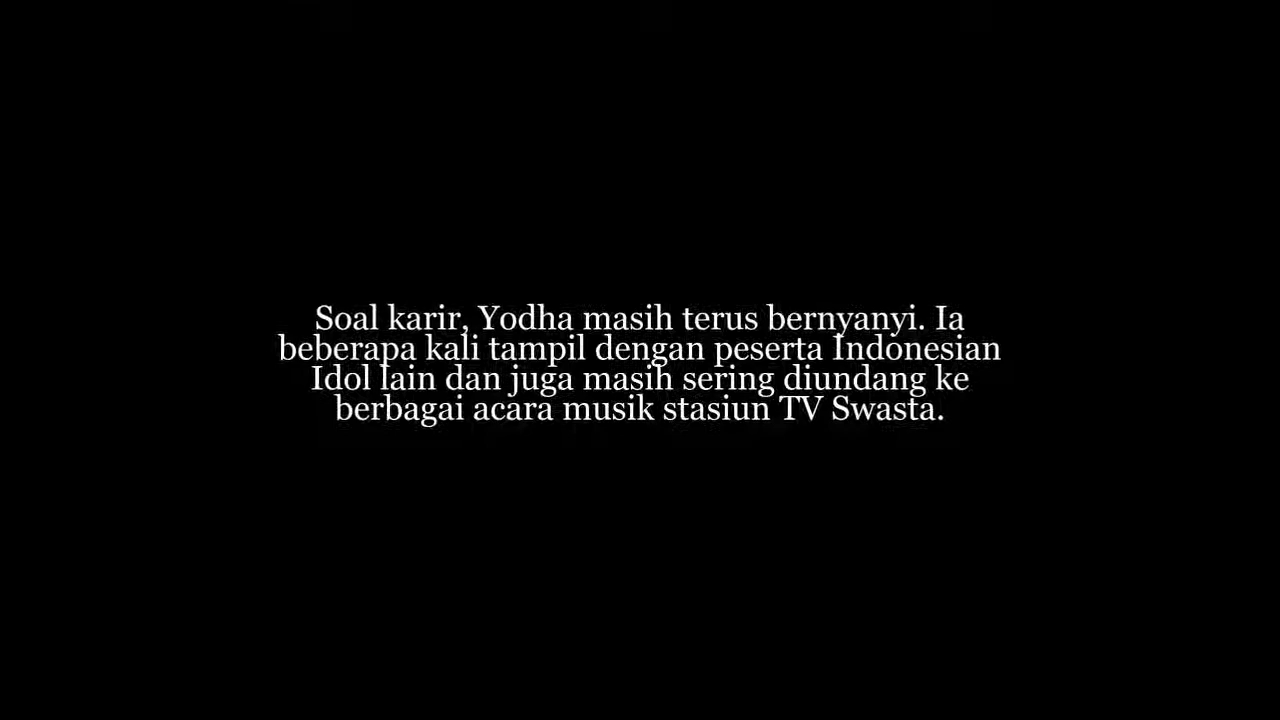 Soal karir, Yodha masih terus bernyanyi. Ia
beberapa kali tampil dengan peserta Indonesian
Idol lain dan juga masih sering diundang ke
berbagai acara musik stasiun TV Swasta.